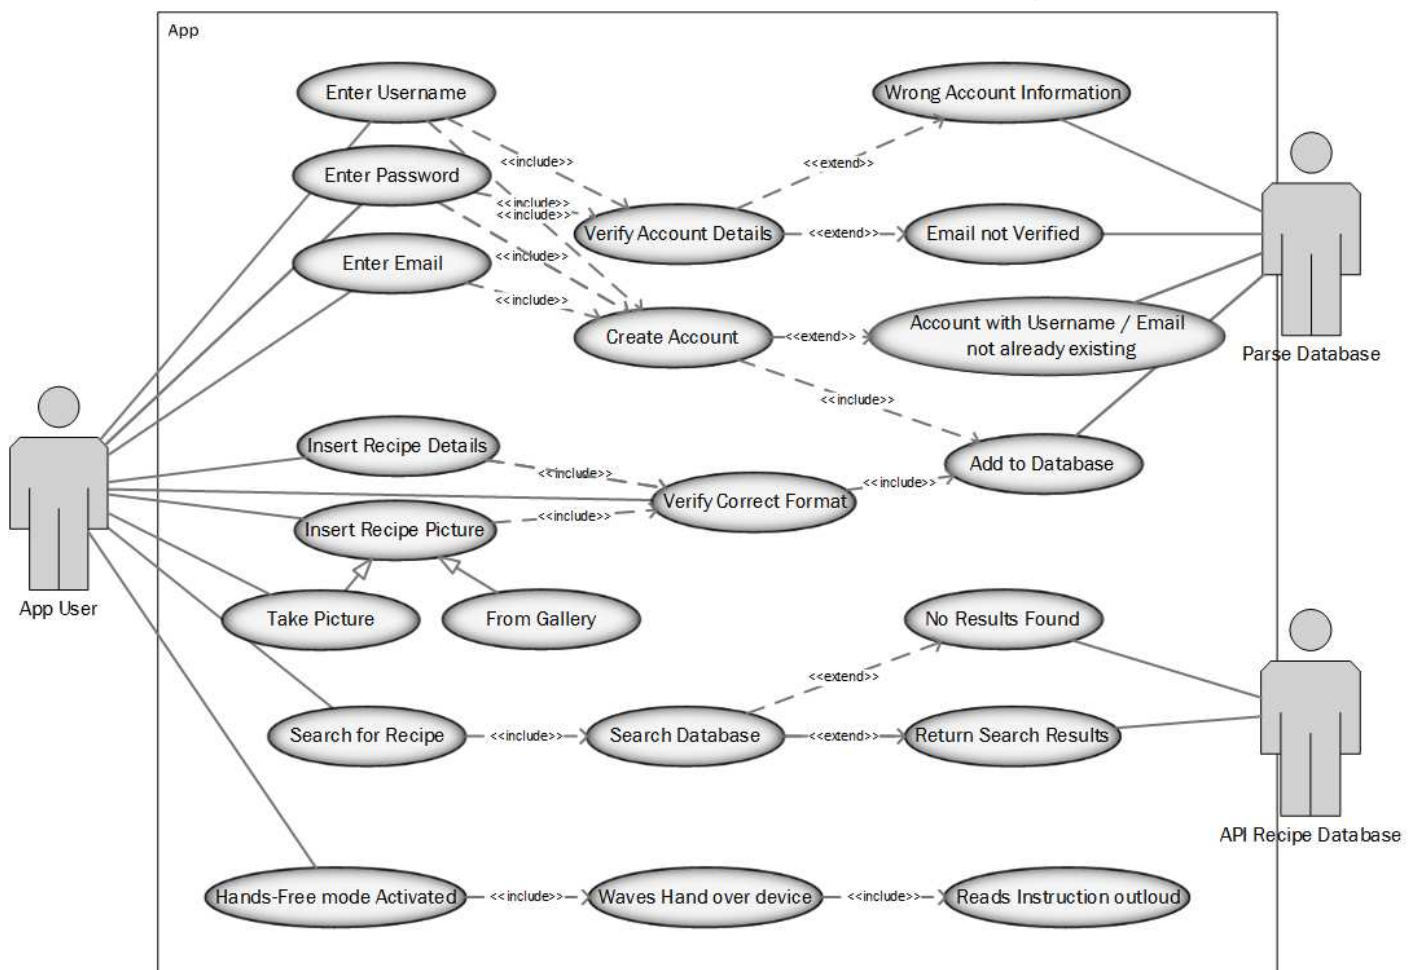 App
Enter Username
Wrong Account Information
<<include>>
<<extend>>
Enter Password
<<include>>
<<include>>
Verify Account Details
<<extend>>
Email not Verified
Enter Email
<<include>>
<<include>>
Create Account
<<extend>>
Account with Username / Email
not already existing
Parse Database
<<include>>
Insert Recipe Details
Add to Database
<<include>>
<<include>>
Verify Correct Format
Insert Recipe Picture
<<include>>
App User
Take Picture
From Gallery
No Results Found
<<extend>>
Search for Recipe
<<include>>
Search Database
<<extend>>
Return Search Results
API Recipe Database
Hands-Free mode Activated
<<include>>
Waves Hand over device
<<include>>
Reads Instruction outloud